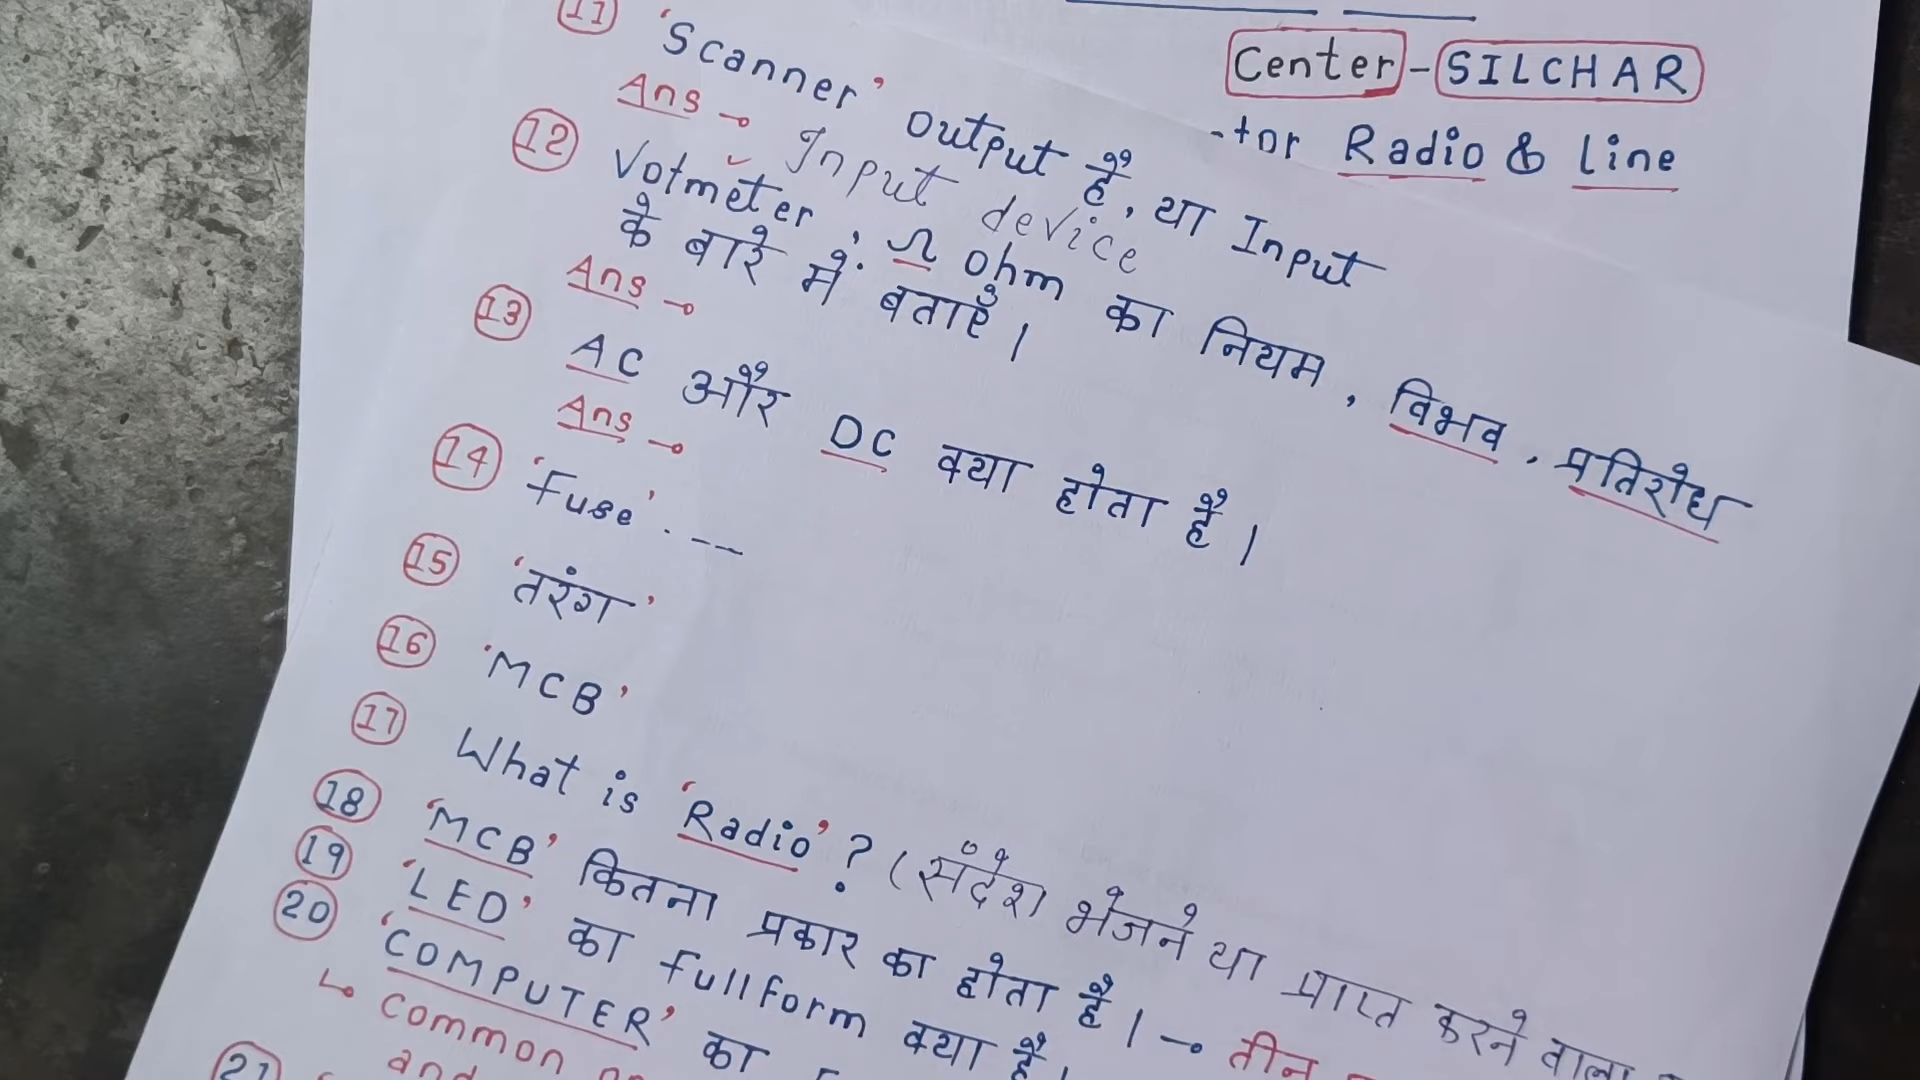 Center - SILCHAR
for Radio & Line
11 'Scanner' output है, या Input
Ans → Input device
12 Votmeter, Ω ohm का नियम, विभव, प्रतिरोध
के बारे में बताएँ।
Ans →
13 AC और DC क्या होता है।
Ans →
14 'Fuse'. --
15 'तरंग'
16 'MCB'
17 What is 'Radio' ? (संदेश भेजने या प्राप्त करने वाला
18 'MCB' कितना प्रकार का होता है। → तीन
19 'LED' का fullform क्या है।
20 'COMPUTER' का
↳ Common
and
21